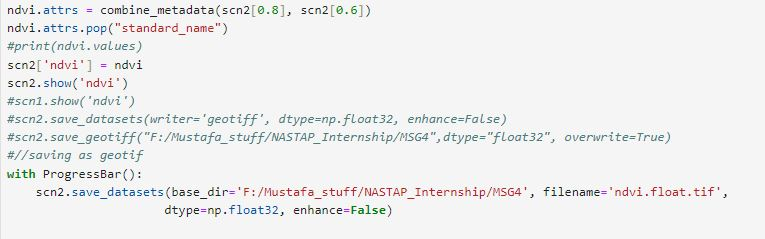 ndvi.attrs = combine_metadata(scn2[0.8], scn2[0.6])
ndvi.attrs.pop("standard_name")
#print(ndvi.values)
scn2['ndvi'] = ndvi
scn2.show('ndvi')
#scn1.show('ndvi')
#scn2.save_datasets(writer='geotiff', dtype=np.float32, enhance=False)
#scn2.save_geotiff("F:/Mustafa_stuff/NASTAP_Internship/MSG4",dtype="float32", overwrite=True)
#//saving as geotif
with ProgressBar():
    scn2.save_datasets(base_dir='F:/Mustafa_stuff/NASTAP_Internship/MSG4', filename='ndvi.float.tif',
                       dtype=np.float32, enhance=False)